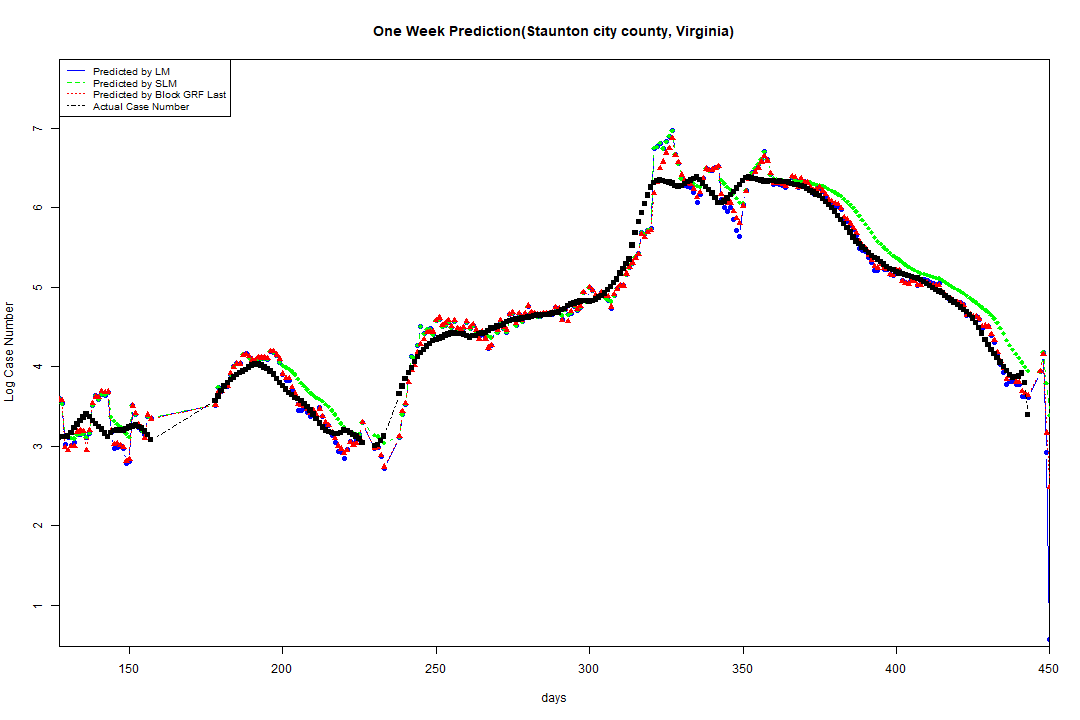 One Week Prediction(Staunton city county, Virginia)
Predicted by LM
Predicted by SLM
Predicted by Block GRF Last
Actual Case Number
7
6
5
4
3
2
1
Log Case Number
150 200 250 300 350 400 450
days